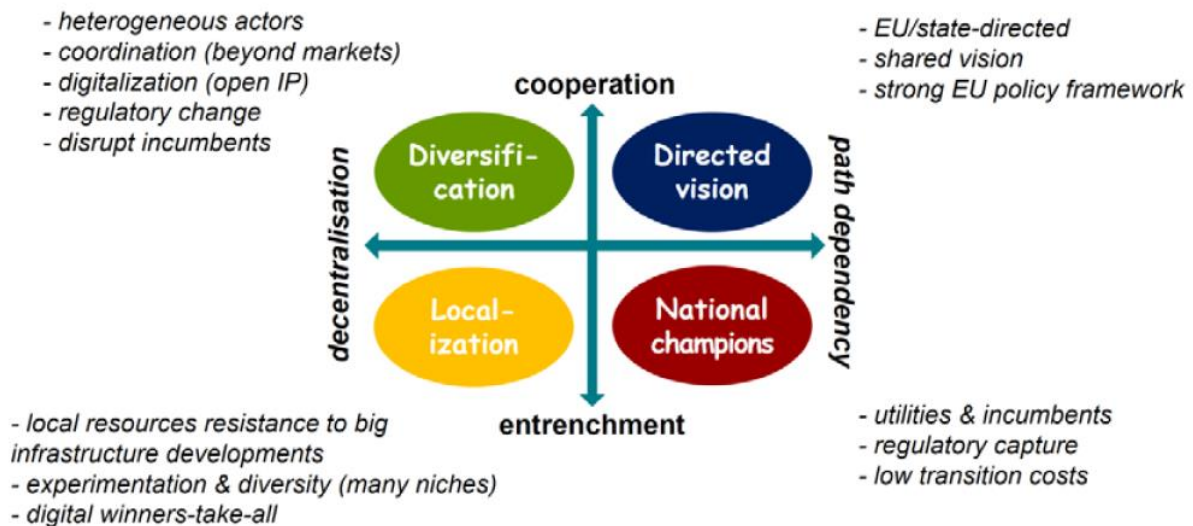 - heterogeneous actors
- coordination (beyond markets)
- digitalization (open IP)
- regulatory change
- disrupt incumbents
- EU/state-directed
- shared vision
- strong EU policy framework
cooperation
Diversifi-
cation
Directed
vision
decentralisation
path dependency
Local-
ization
National
champions
entrenchment
- local resources resistance to big
infrastructure developments
- experimentation & diversity (many niches)
- digital winners-take-all
- utilities & incumbents
- regulatory capture
- low transition costs